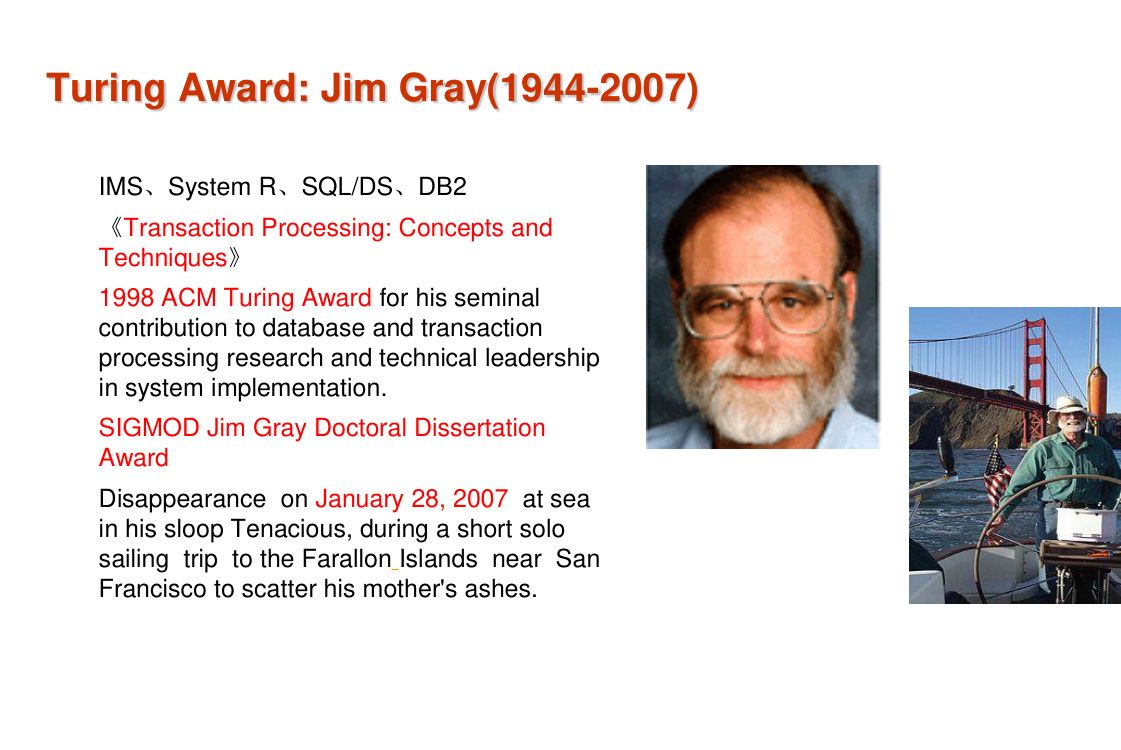 Turing Award: Jim Gray(1944-2007)
IMS、System R、SQL/DS、DB2
《Transaction Processing: Concepts and
Techniques》
1998 ACM Turing Award for his seminal
contribution to database and transaction
processing research and technical leadership
in system implementation.
SIGMOD Jim Gray Doctoral Dissertation
Award
Disappearance on January 28, 2007 at sea
in his sloop Tenacious, during a short solo
sailing trip to the Farallon Islands near San
Francisco to scatter his mother's ashes.